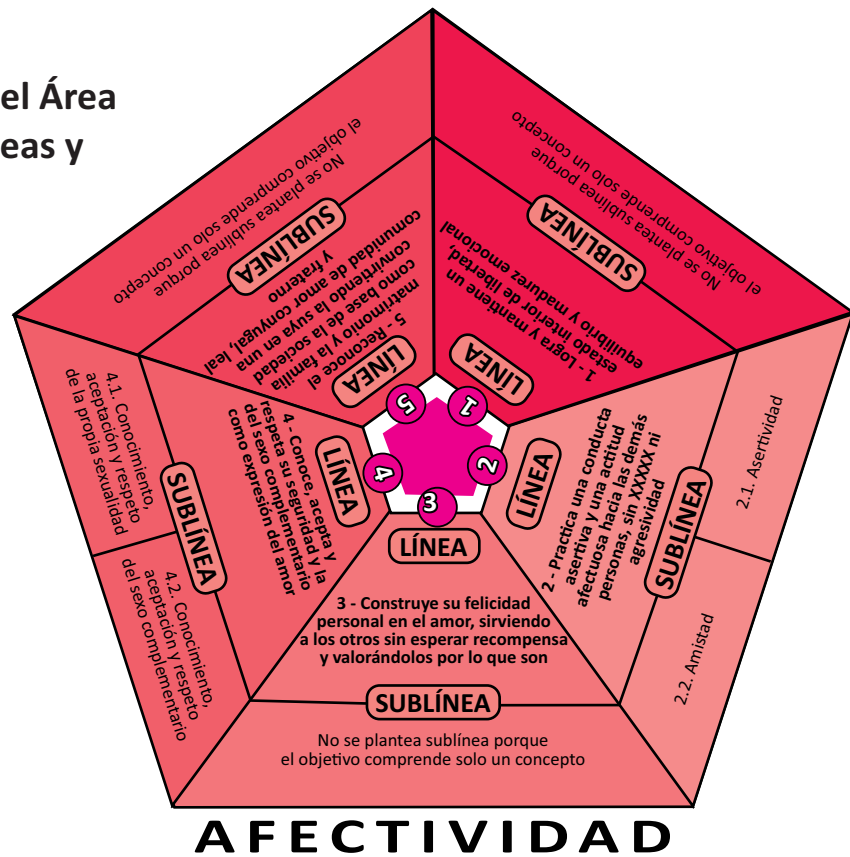 el Área
eas y
No se plantea sublínea porque
el objetivo comprende solo un concepto
SUBLÍNEA
1 - Logra y mantiene un
estado interior de libertad,
equilibrio y madurez emocional
LÍNEA
1
2
LÍNEA
2 - Practica una conducta
asertiva y una actitud
afectuosa hacia las demás
personas, sin XXXXX ni
agresividad
SUBLÍNEA
2.1. Asertividad
2.2. Amistad
3
LÍNEA
3 - Construye su felicidad
personal en el amor, sirviendo
a los otros sin esperar recompensa
y valorándolos por lo que son
SUBLÍNEA
No se plantea sublínea porque
el objetivo comprende solo un concepto
4
LÍNEA
4 - Conoce, acepta y
respeta su seguridad y la
del sexo complementario
como expresión del amor
SUBLÍNEA
4.1. Conocimiento,
aceptación y respeto
de la propia sexualidad
4.2. Conocimiento,
aceptación y respeto
del sexo complementario
5
LÍNEA
5 - Reconoce el
matrimonio y la familia
como base de la sociedad
convirtiendo la suya en una
comunidad de amor conyugal, leal
y fraterno
SUBLÍNEA
No se plantea sublínea porque
el objetivo comprende solo un concepto
AFECTIVIDAD